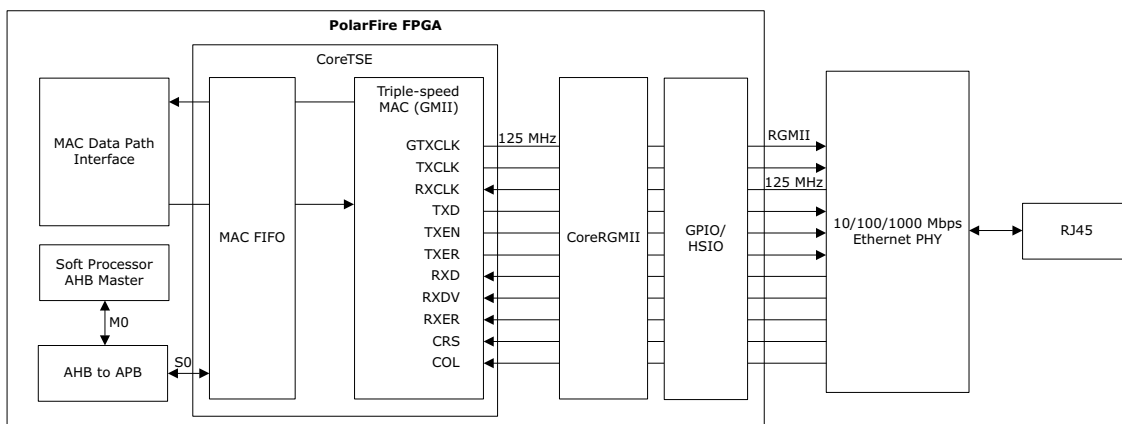 PolarFire FPGA
CoreTSE
MAC Data Path
Interface
Soft Processor
AHB Master
M0
AHB to APB
S0
MAC FIFO
Triple-speed
MAC (GMII)
GTXCLK
TXCLK
RXCLK
TXD
TXEN
TXER
RXD
RXDV
RXER
CRS
COL
125 MHz
CoreRGMII
GPIO/
HSIO
RGMII
125 MHz
10/100/1000 Mbps
Ethernet PHY
RJ45